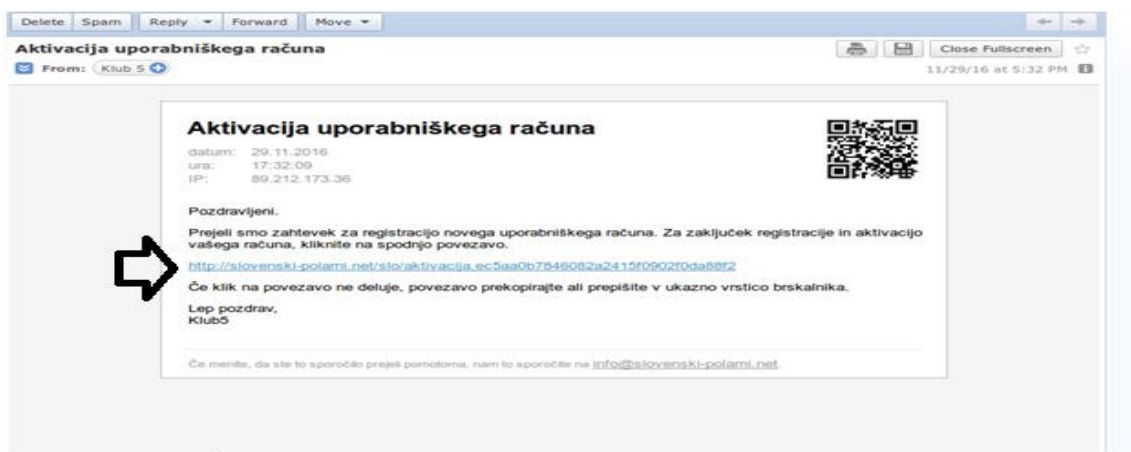 Delete Spam Reply Forward Move
Aktivacija uporabniškega računa
Close Fullscreen
From: Klub 5
11/29/16 at 5:32 PM
Aktivacija uporabniškega računa
datum: 29.11.2016
ura: 17:32:09
IP: 89.212.173.36
Pozdravljeni.
Prejeli smo zahtevek za registracijo novega uporabniškega računa. Za zaključek registracije in aktivacijo
vašega računa, kliknite na spodnjo povezavo.
http://slovenski-polarni.net/slo/aktivacija.ec5aa0b7846082a2415f0902f0da88f2
Če klik na povezavo ne deluje, povezavo prekopirajte ali prepišite v ukazno vrstico brskalnika.
Lep pozdrav,
Klub5
Če menite, da ste to sporočilo prejeli pomotoma, nam to sporočite na info@slovenski-polarni.net